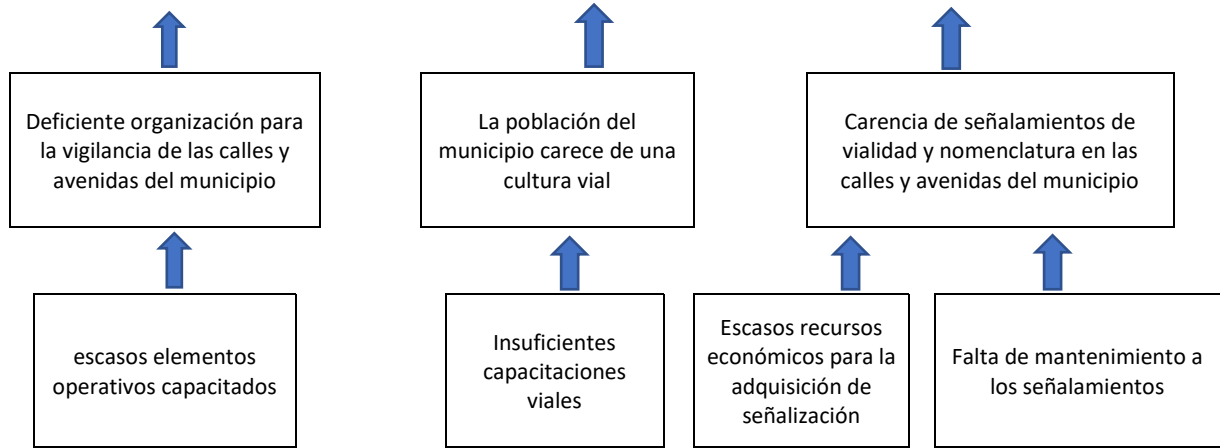 Deficiente organización para
la vigilancia de las calles y
avenidas del municipio
La población del
municipio carece de una
cultura vial
Carencia de señalamientos de
vialidad y nomenclatura en las
calles y avenidas del municipio
escasos elementos
operativos capacitados
Insuficientes
capacitaciones
viales
Escasos recursos
económicos para la
adquisición de
señalización
Falta de mantenimiento a
los señalamientos